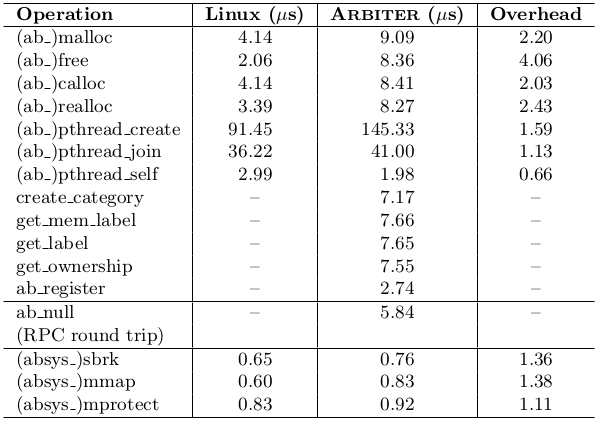 Operation Linux (μs) ARBITER (μs) Overhead
(ab_)malloc 4.14 9.09 2.20
(ab_)free 2.06 8.36 4.06
(ab_)calloc 4.14 8.41 2.03
(ab_)realloc 3.39 8.27 2.43
(ab_)pthread_create 91.45 145.33 1.59
(ab_)pthread_join 36.22 41.00 1.13
(ab_)pthread_self 2.99 1.98 0.66
create_category – 7.17 –
get_mem_label – 7.66 –
get_label – 7.65 –
get_ownership – 7.55 –
ab_register – 2.74 –
ab_null – 5.84 –
(RPC round trip)
(absys_)sbrk 0.65 0.76 1.36
(absys_)mmap 0.60 0.83 1.38
(absys_)mprotect 0.83 0.92 1.11